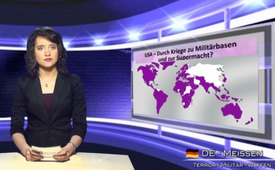 USA – Durch Kriege zu Militärbasen
und zur Supermacht?
DE-MEISSEN
TERROR-MILITÄR-WAFFEN